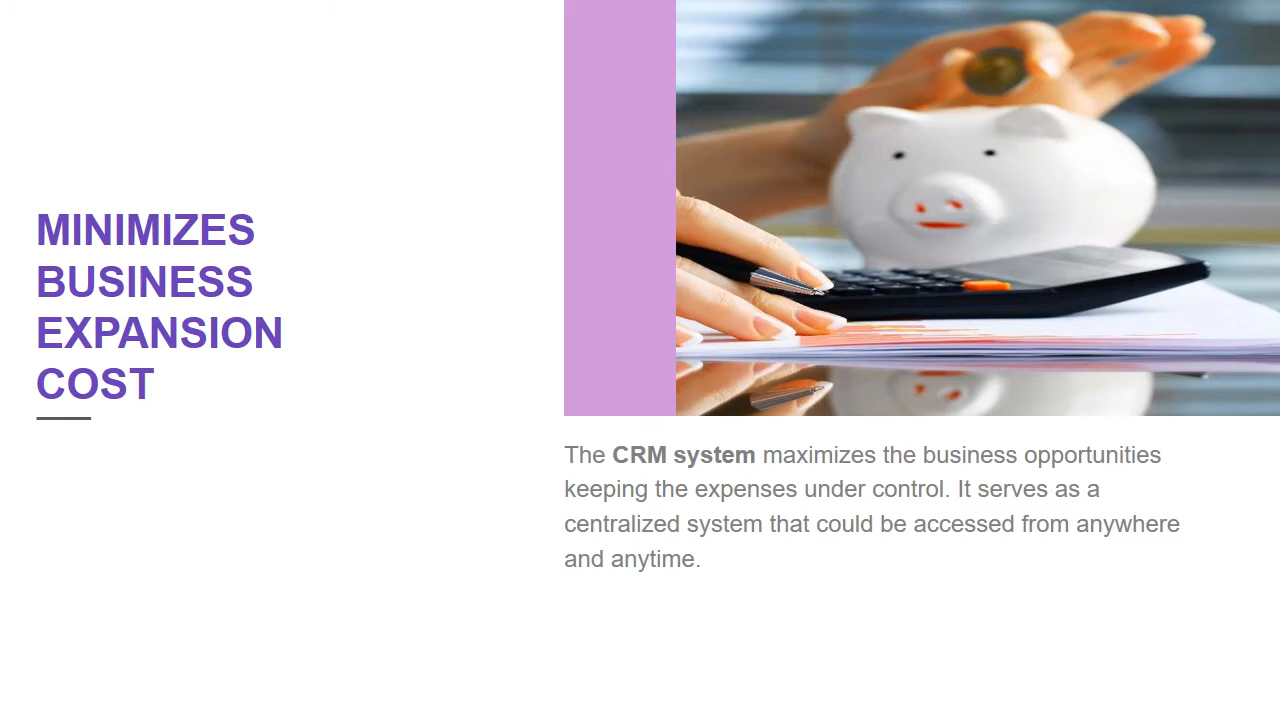 MINIMIZES
BUSINESS
EXPANSION
COST
The CRM system maximizes the business opportunities
keeping the expenses under control. It serves as a
centralized system that could be accessed from anywhere
and anytime.